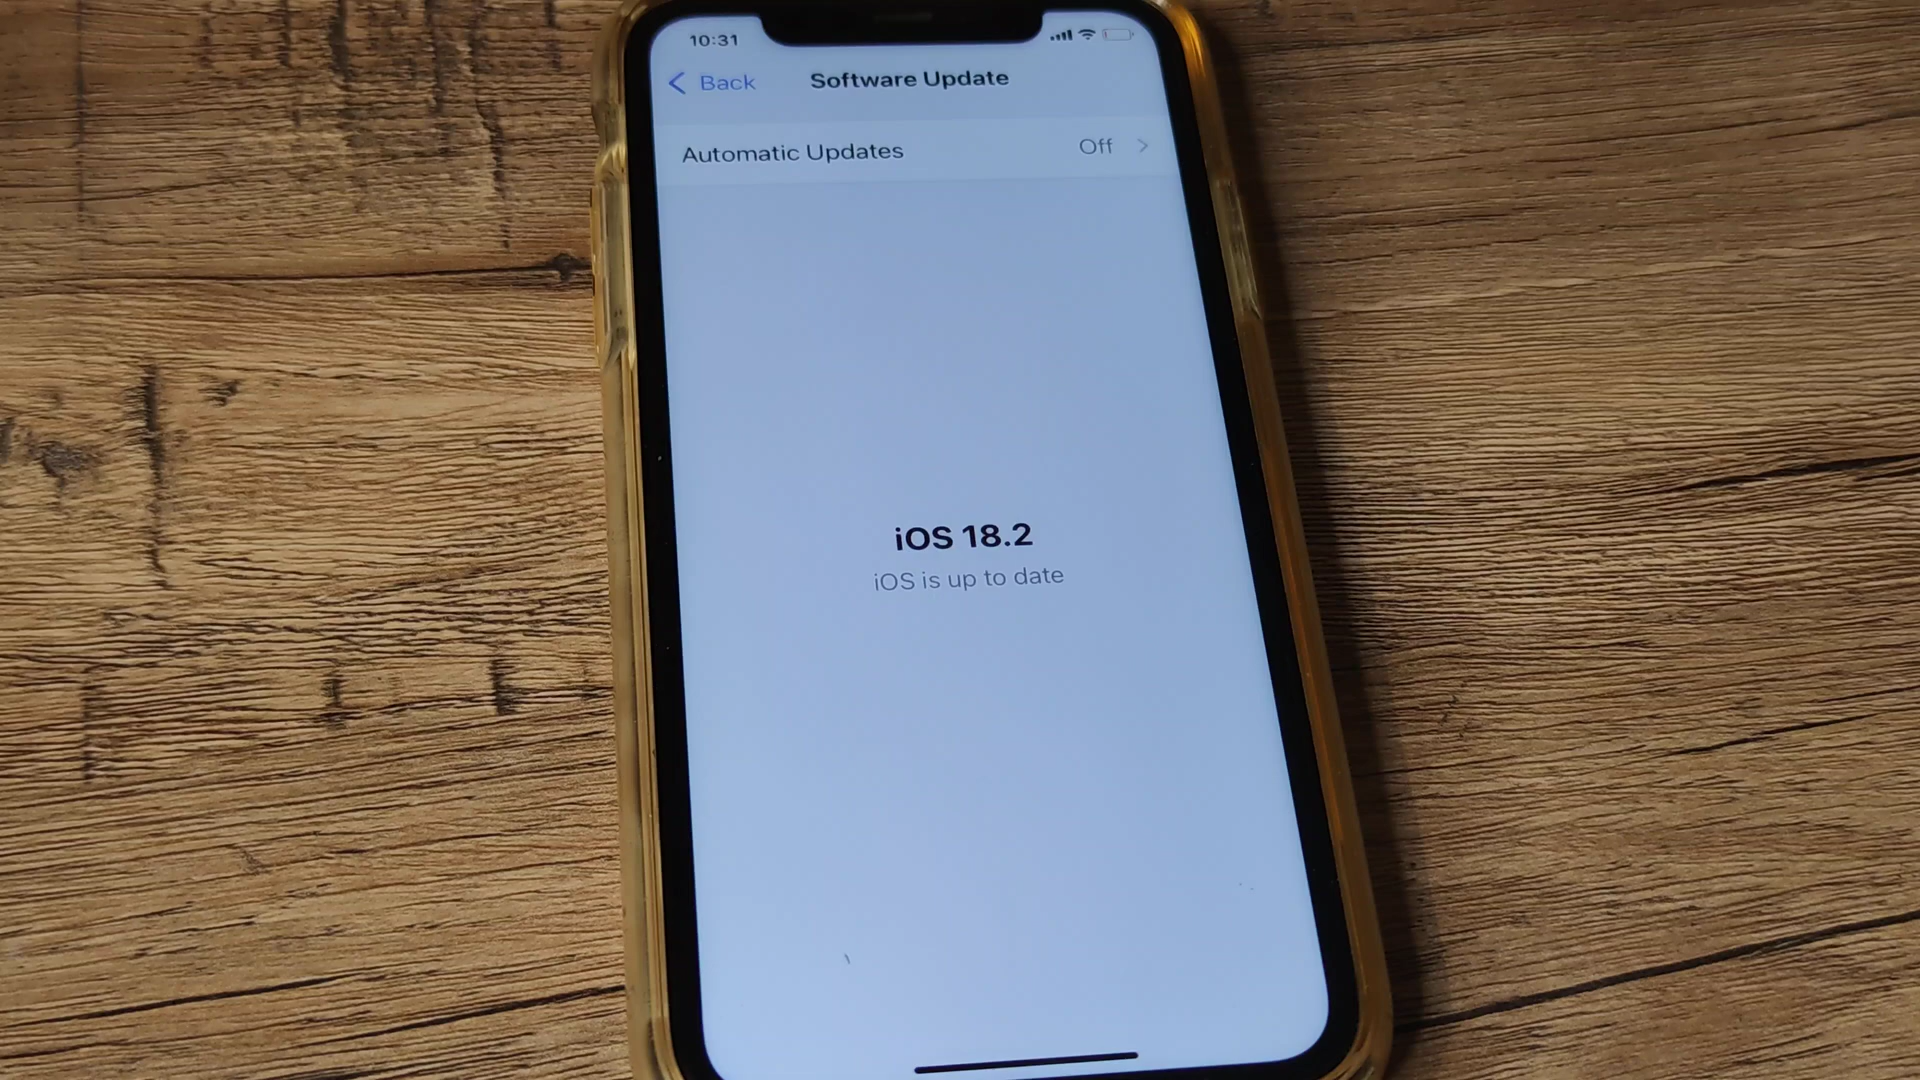 10:31
Back
Software Update
Automatic Updates Off
iOS 18.2
iOS is up to date